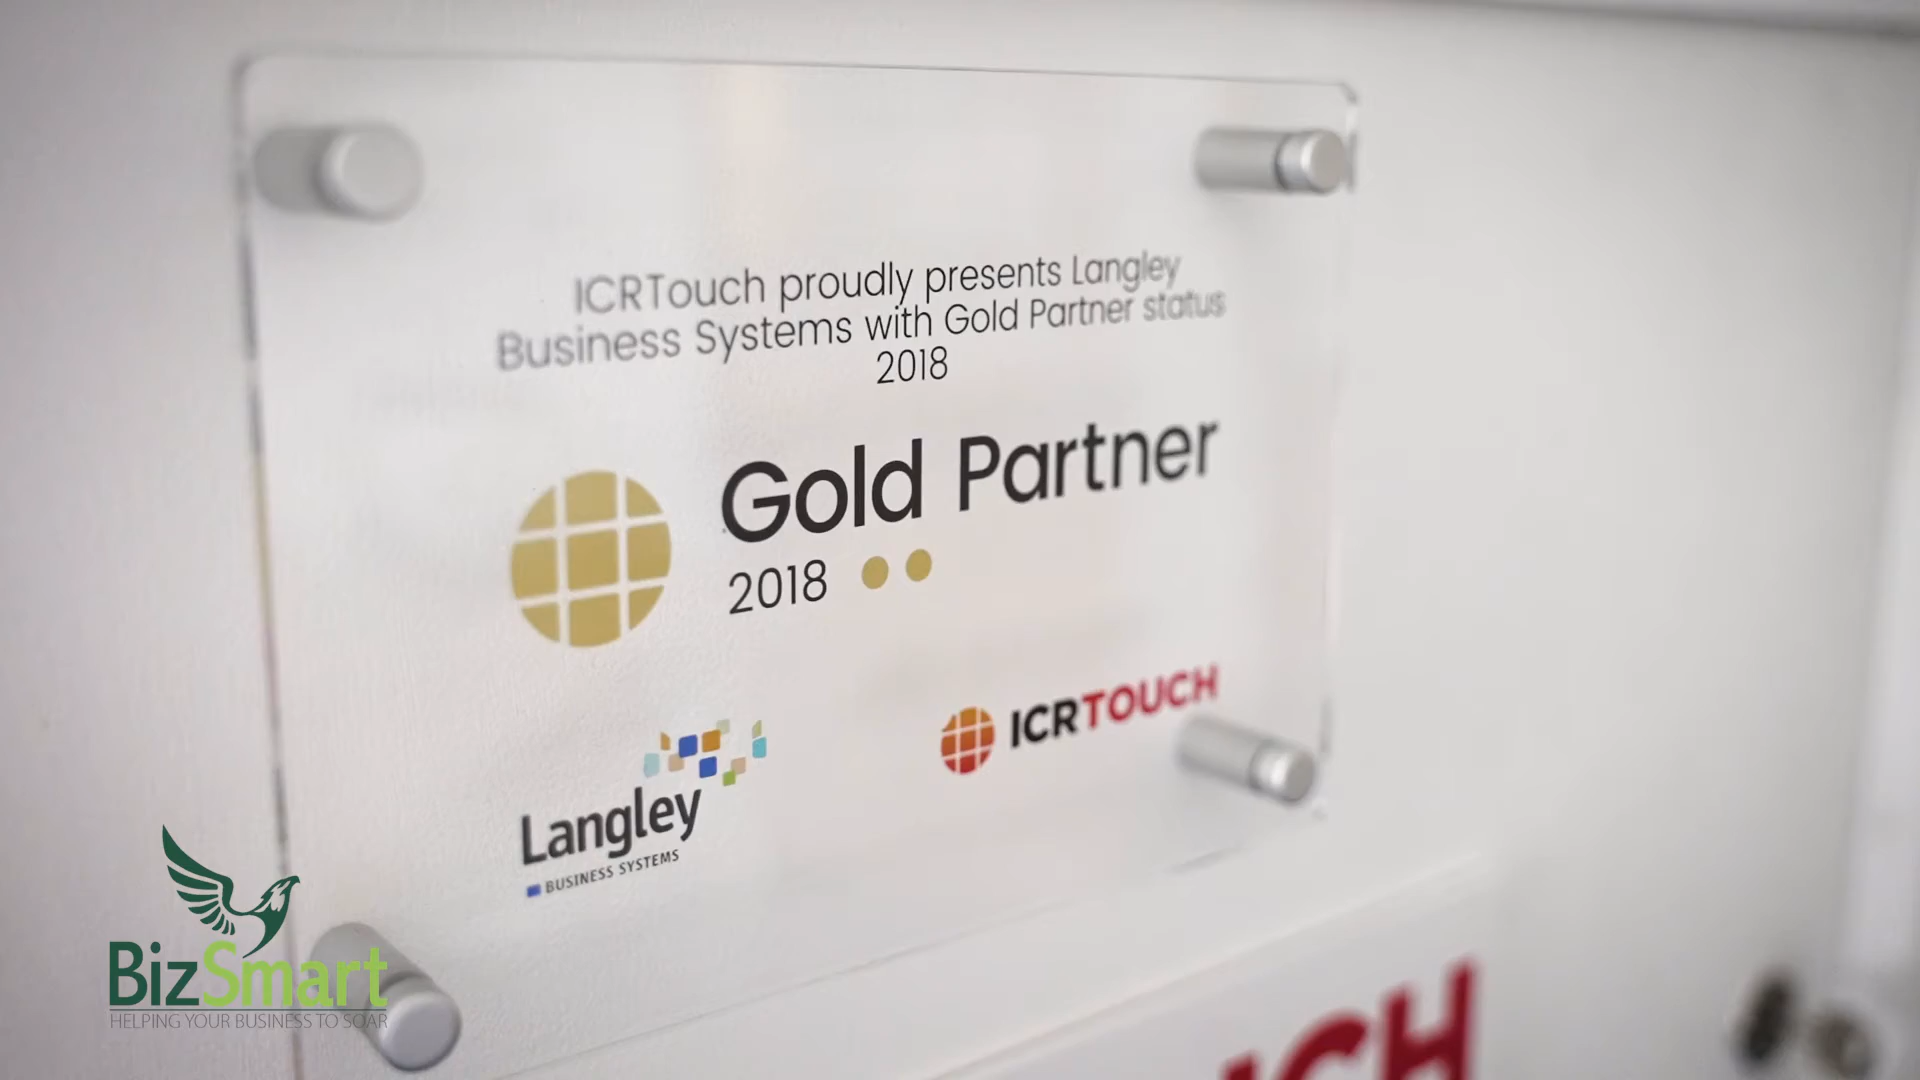 ICRTouch proudly presents Langley
Business Systems with Gold Partner status
2018
Gold Partner
2018
ICRTOUCH
Langley
BUSINESS SYSTEMS
BizSmart
HELPING YOUR BUSINESS TO SOAR
CH